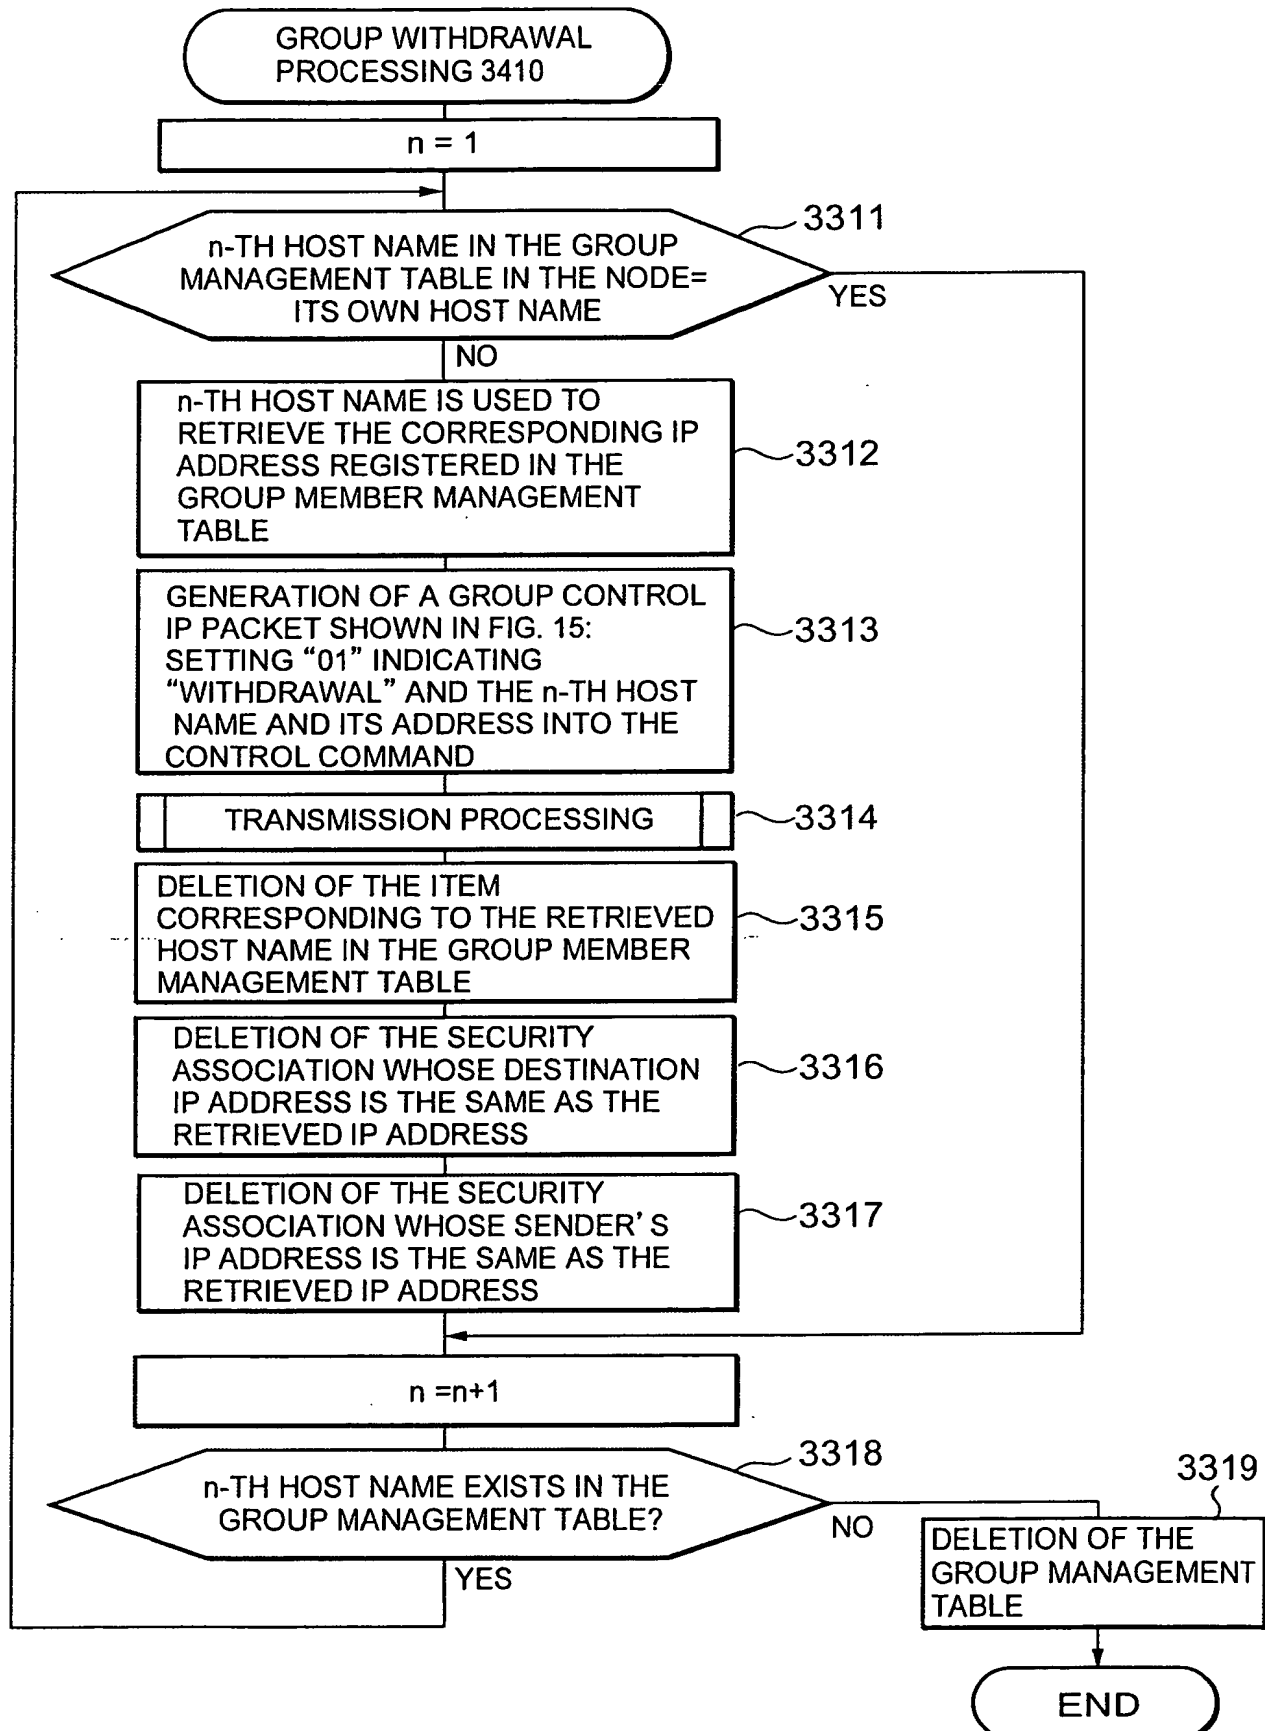 GROUP WITHDRAWAL
PROCESSING 3410
n = 1
3311
n-TH HOST NAME IN THE GROUP
MANAGEMENT TABLE IN THE NODE=
ITS OWN HOST NAME
YES
NO
n-TH HOST NAME IS USED TO
RETRIEVE THE CORRESPONDING IP
ADDRESS REGISTERED IN THE
GROUP MEMBER MANAGEMENT
TABLE
3312
GENERATION OF A GROUP CONTROL
IP PACKET SHOWN IN FIG. 15:
SETTING “01” INDICATING
“WITHDRAWAL” AND THE n-TH HOST
NAME AND ITS ADDRESS INTO THE
CONTROL COMMAND
3313
TRANSMISSION PROCESSING
3314
DELETION OF THE ITEM
CORRESPONDING TO THE RETRIEVED
HOST NAME IN THE GROUP MEMBER
MANAGEMENT TABLE
3315
DELETION OF THE SECURITY
ASSOCIATION WHOSE DESTINATION
IP ADDRESS IS THE SAME AS THE
RETRIEVED IP ADDRESS
3316
DELETION OF THE SECURITY
ASSOCIATION WHOSE SENDER’S
IP ADDRESS IS THE SAME AS THE
RETRIEVED IP ADDRESS
3317
n =n+1
3318
n-TH HOST NAME EXISTS IN THE
GROUP MANAGEMENT TABLE?
NO
YES
3319
DELETION OF THE
GROUP MANAGEMENT
TABLE
END